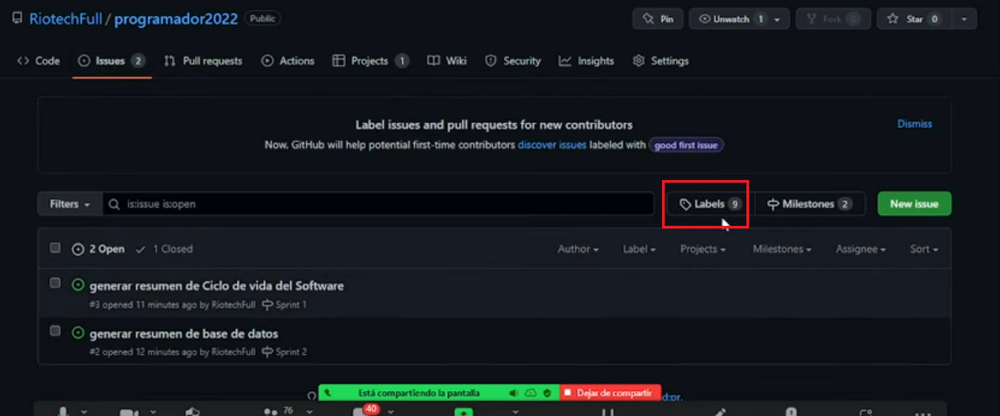 RiotechFull / programador2022 Public Pin Unwatch 1 Fork 0 Star 0
Code Issues 2 Pull requests Actions Projects 1 Wiki Security Insights Settings
Label issues and pull requests for new contributors Dismiss
Now, GitHub will help potential first-time contributors discover issues labeled with good first issue
Filters is:issue is:open Labels 9 Milestones 2 New issue
2 Open 1 Closed Author Label Projects Milestones Assignee Sort
generar resumen de Ciclo de vida del Software
#3 opened 11 minutes ago by RiotechFull Sprint 1
generar resumen de base de datos
#2 opened 12 minutes ago by RiotechFull Sprint 2
Está compartiendo la pantalla Dejar de compartir d:pr.
76 40